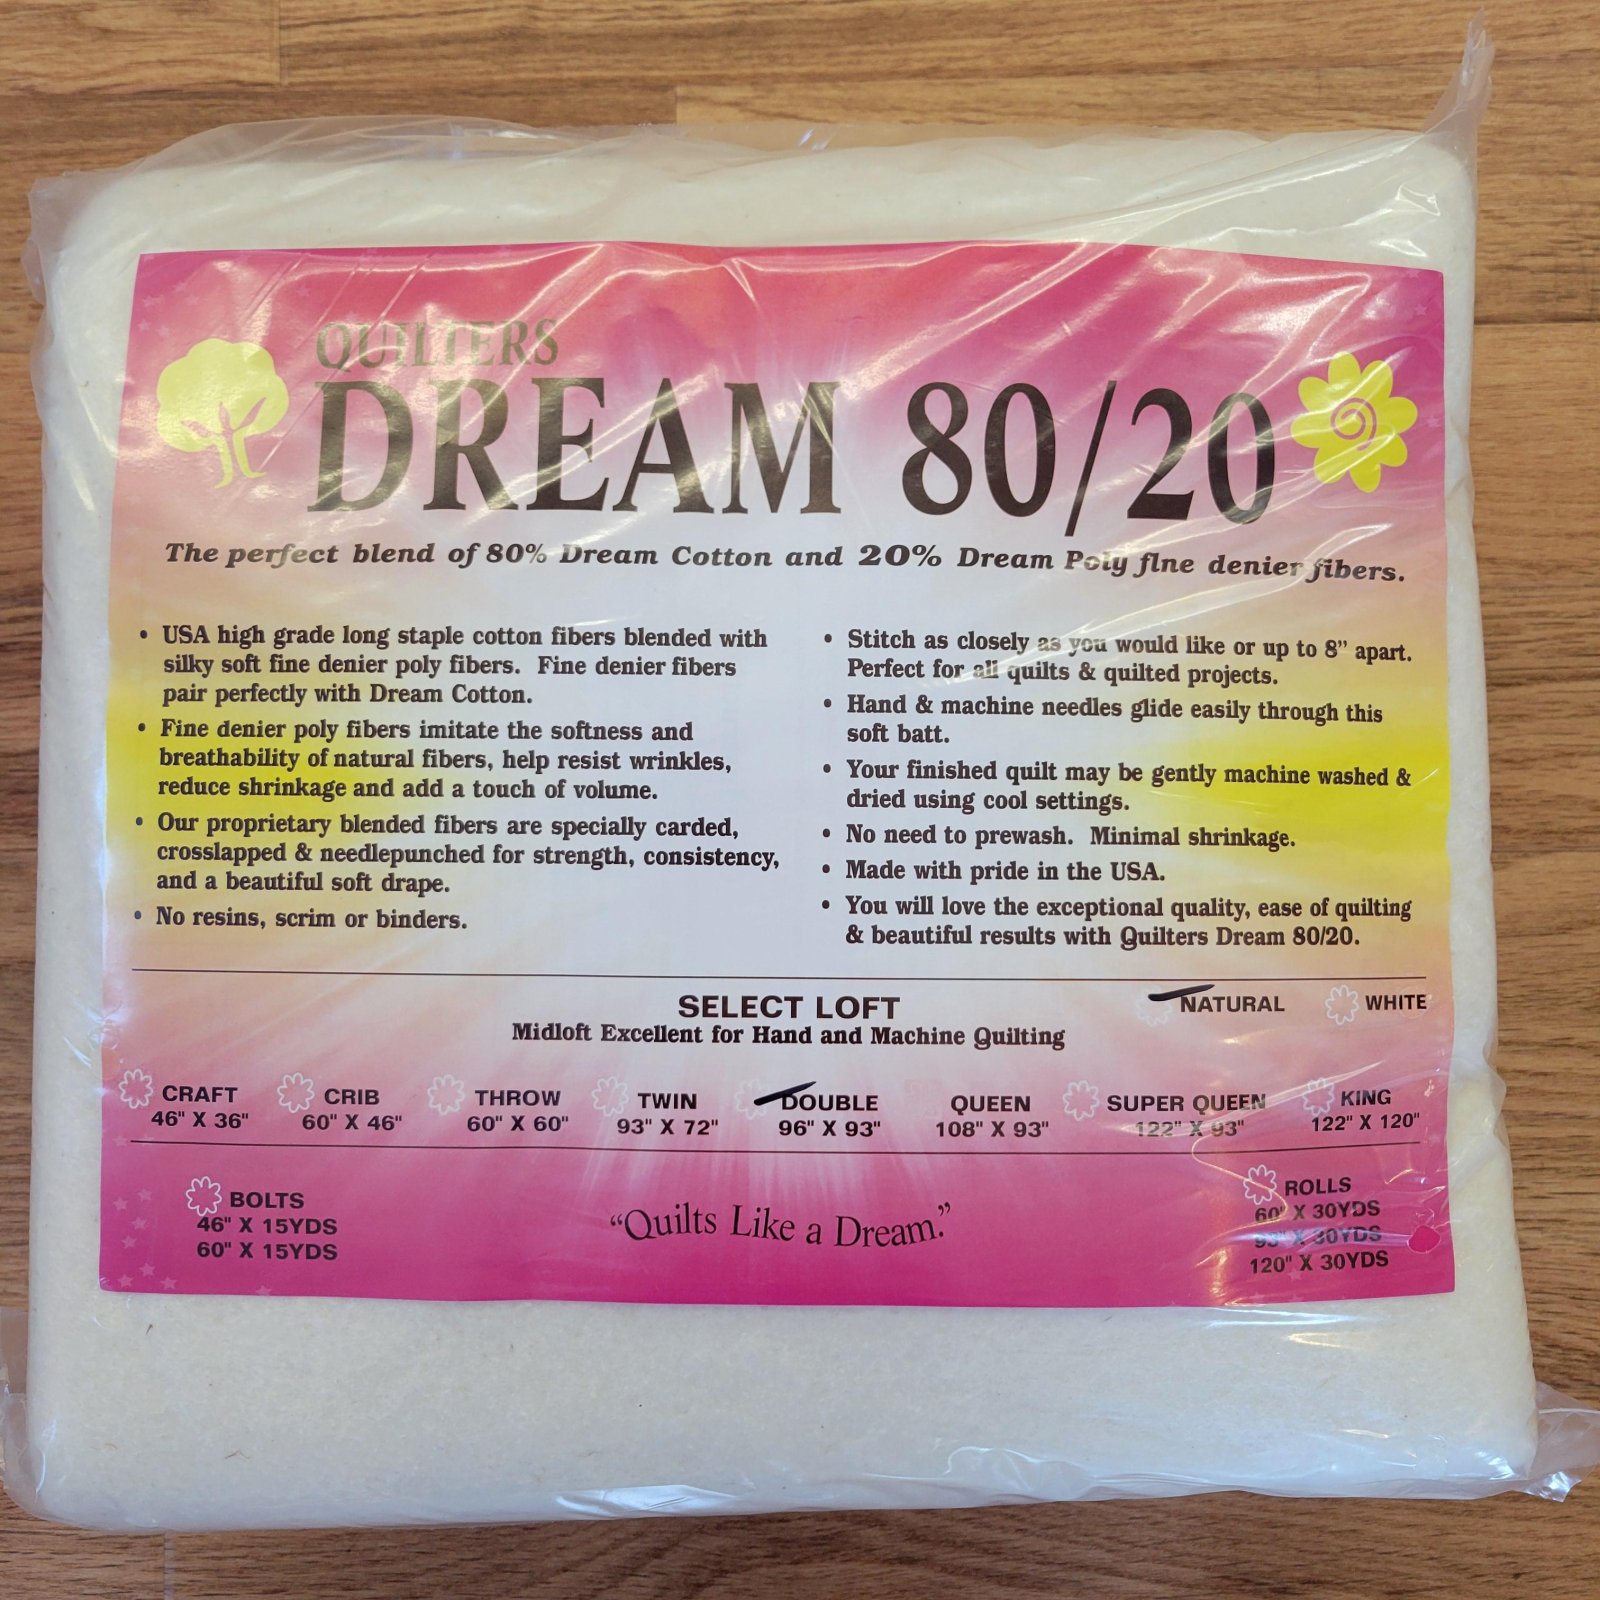 QUILTERS
DREAM 80/20
The perfect blend of 80% Dream Cotton and 20% Dream Poly fine denier fibers.
• USA high grade long staple cotton fibers blended with
silky soft fine denier poly fibers. Fine denier fibers
pair perfectly with Dream Cotton.
• Fine denier poly fibers imitate the softness and
breathability of natural fibers, help resist wrinkles,
reduce shrinkage and add a touch of volume.
• Our proprietary blended fibers are specially carded,
crosslapped & needlepunched for strength, consistency,
and a beautiful soft drape.
• No resins, scrim or binders.
• Stitch as closely as you would like or up to 8” apart.
Perfect for all quilts & quilted projects.
• Hand & machine needles glide easily through this
soft batt.
• Your finished quilt may be gently machine washed &
dried using cool settings.
• No need to prewash. Minimal shrinkage.
• Made with pride in the USA.
• You will love the exceptional quality, ease of quilting
& beautiful results with Quilters Dream 80/20.
SELECT LOFT
NATURAL WHITE
Midloft Excellent for Hand and Machine Quilting
CRAFT CRIB THROW TWIN DOUBLE QUEEN SUPER QUEEN KING
46" X 36" 60" X 46" 60" X 60" 93" X 72" 96" X 93" 108" X 93" 122" X 93" 122" X 120"
BOLTS
46" X 15YDS
60" X 15YDS
“Quilts Like a Dream.”
ROLLS
60" X 30YDS
93" X 30YDS
120" X 30YDS